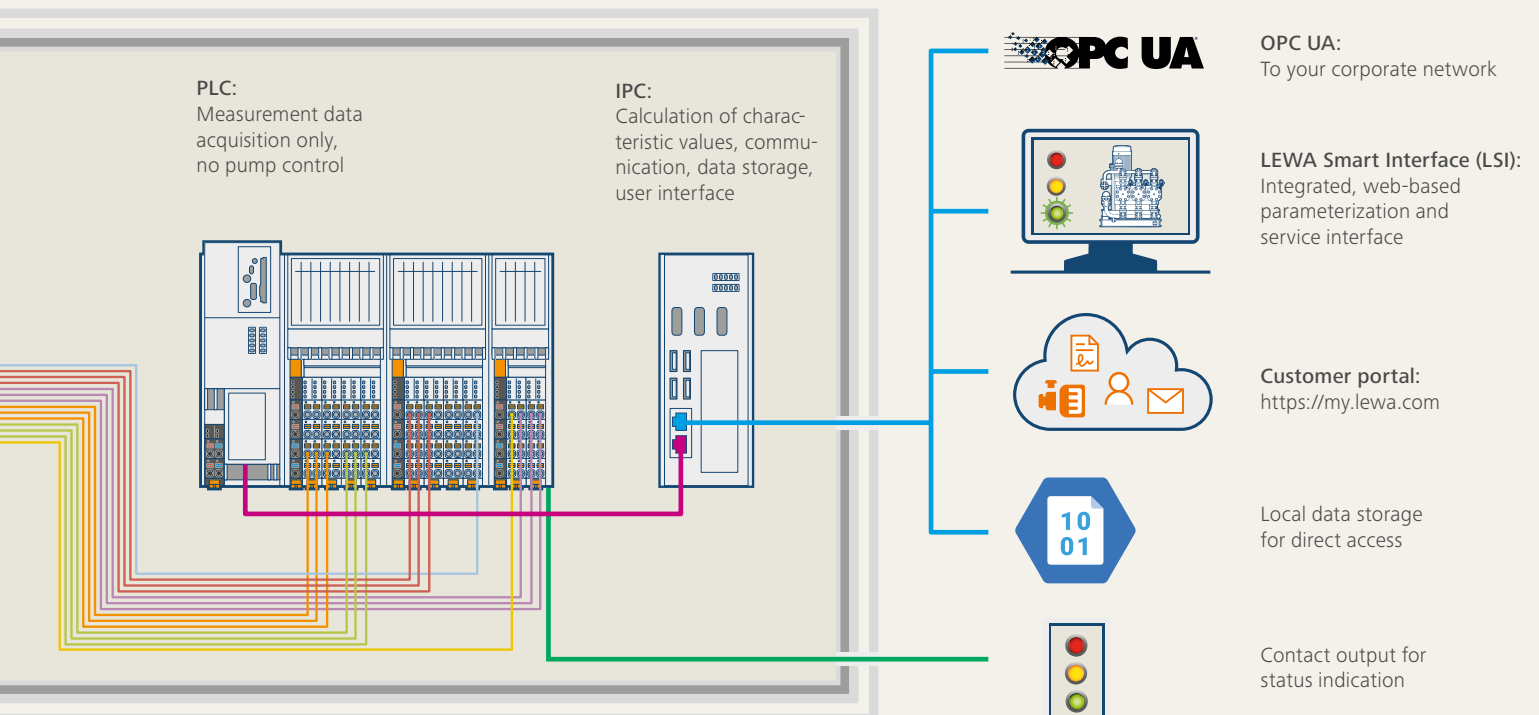 PLC:
Measurement data
acquisition only,
no pump control
IPC:
Calculation of charac-
teristic values, commu-
nication, data storage,
user interface
OPC UA
OPC UA:
To your corporate network
LEWA Smart Interface (LSI):
Integrated, web-based
parameterization and
service interface
Customer portal:
https://my.lewa.com
10
01
Local data storage
for direct access
Contact output for
status indication